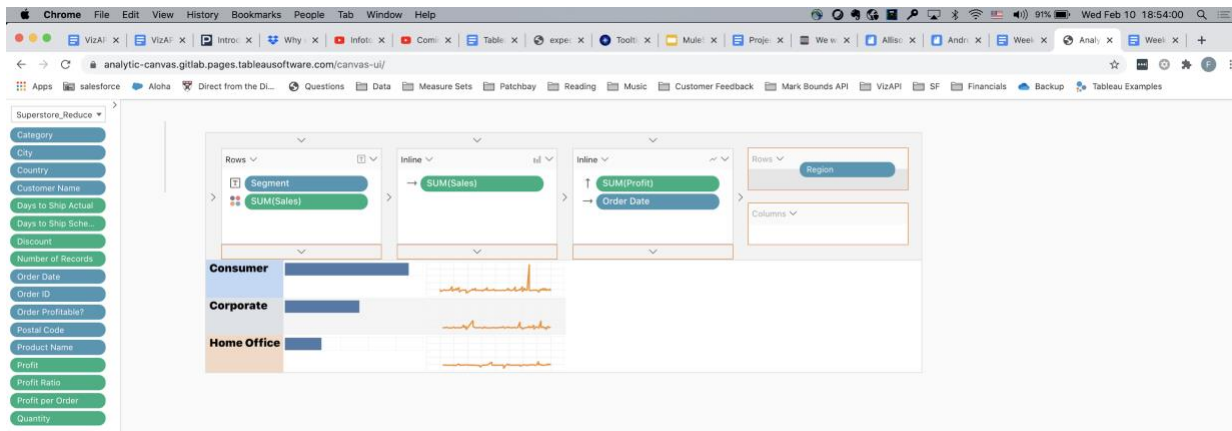 Chrome File Edit View History Bookmarks People Tab Window Help 91% Wed Feb 10 18:54:00
VizAF VizAF Introd Why Infoto Comi Table expe Toolti Mule Proje We w Alliso Andr Week Analy Week
analytic-canvas.gitlab.pages.tableausoftware.com/canvas-ui/
Apps salesforce Aloha Direct from the Di... Questions Data Measure Sets Patchbay Reading Music Customer Feedback Mark Bounds API VizAPI SF Financials Backup Tableau Examples
Superstore_Reduce
Category
City
Country
Customer Name
Days to Ship Actual
Days to Ship Sche...
Discount
Number of Records
Order Date
Order ID
Order Profitable?
Postal Code
Product Name
Profit
Profit Ratio
Profit per Order
Quantity
Rows
T Segment
SUM(Sales)
Inline
SUM(Sales)
Inline
SUM(Profit)
Order Date
Rows
Region
Columns
Consumer
Corporate
Home Office